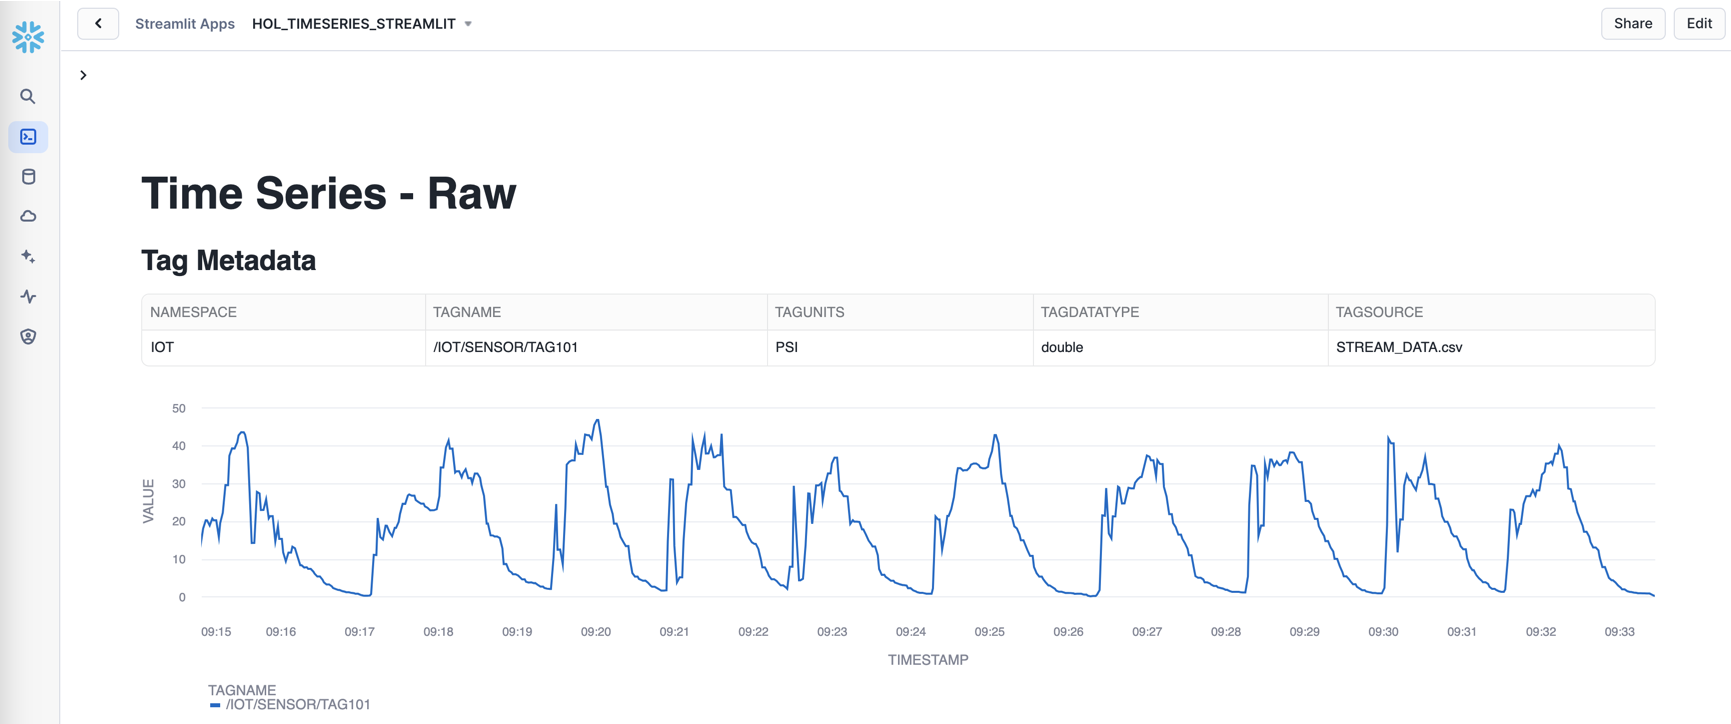 Streamlit Apps HOL_TIMESERIES_STREAMLIT Share Edit
Time Series - Raw
Tag Metadata
NAMESPACE TAGNAME TAGUNITS TAGDATATYPE TAGSOURCE
IOT /IOT/SENSOR/TAG101 PSI double STREAM_DATA.csv
50
40
30
20
10
0
VALUE
09:15 09:16 09:17 09:18 09:19 09:20 09:21 09:22 09:23 09:24 09:25 09:26 09:27 09:28 09:29 09:30 09:31 09:32 09:33
TIMESTAMP
TAGNAME
/IOT/SENSOR/TAG101